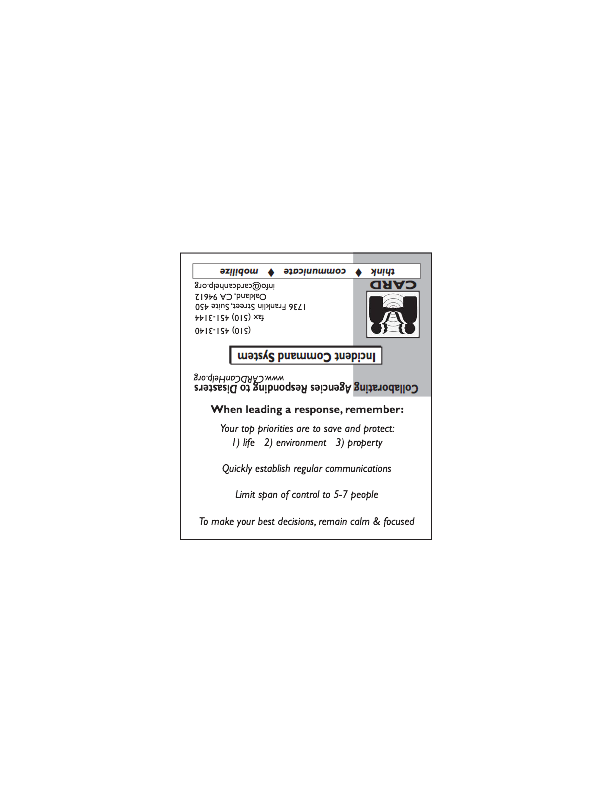 Collaborating Agencies Responding to Disasters
www.CARDCanHelp.org
Incident Command System
(510) 451-3140
fax (510) 451-3144
1736 Franklin Street, Suite 450
Oakland, CA 94612
info@cardcanhelp.org
CARD
think ♦ communicate ♦ mobilize
When leading a response, remember:
Your top priorities are to save and protect:
1) life 2) environment 3) property
Quickly establish regular communications
Limit span of control to 5-7 people
To make your best decisions, remain calm & focused